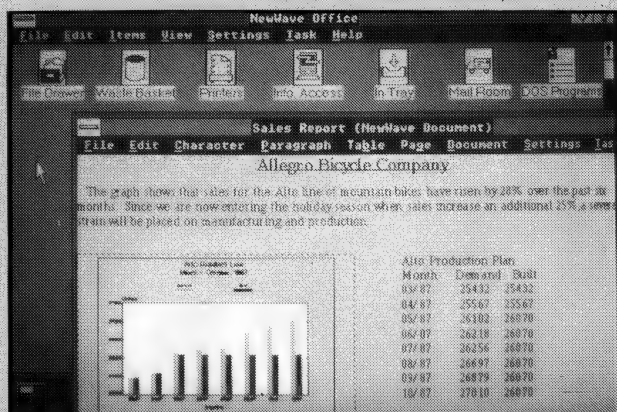 NewWave Office
File Edit Items View Settings Task Help
File Drawer Waste Basket Printers Info. Access In Tray Mail Room DOS Programs
Sales Report (NewWave Document)
File Edit Character Paragraph Table Page Document Settings Tas
Allegro Bicycle Company
The graph shows that sales for the Alto line of mountain bikes have risen by 28% over the past six
months. Since we are now entering the holiday season when sales increase an additional 25%, a severe
strain will be placed on manufacturing and production.
Alto Production Plan
Month Demand Built
03/87 25432 25432
04/87 25567 25567
05/87 26102 26070
06/87 26218 26070
07/87 26256 26070
08/87 26697 26070
09/87 26879 26070
10/87 27010 26070